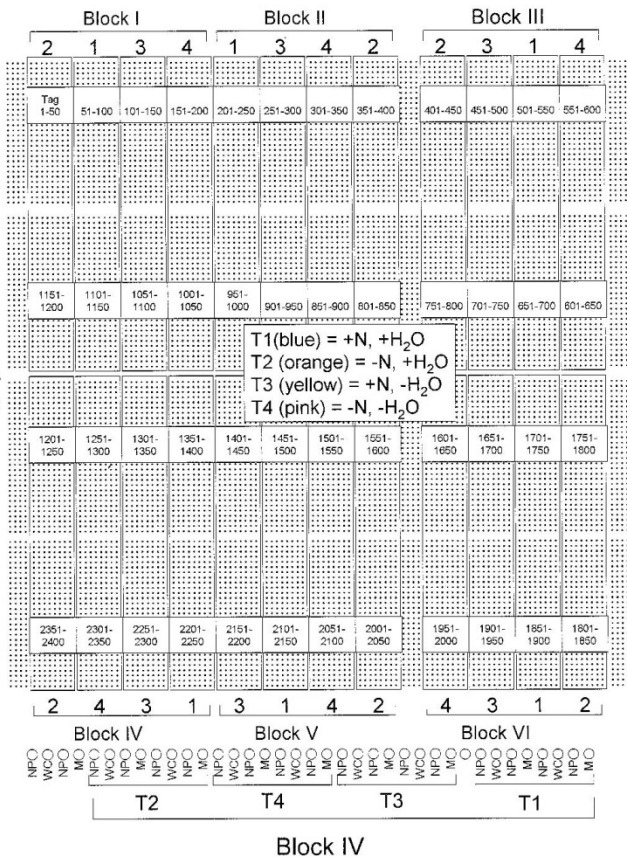 Block I Block II Block III
2 1 3 4 1 3 4 2 2 3 1 4
Tag
1-50 51-100 101-150 151-200 201-250 251-300 301-350 351-400 401-450 451-500 501-550 551-600
1151- 1101- 1051- 1001- 951-
1200 1150 1100 1050 1000 901-950 851-900 801-850 751-800 701-750 651-700 601-650
T1(blue) = +N, +H₂O
T2 (orange) = -N, +H₂O
T3 (yellow) = +N, -H₂O
T4 (pink) = -N, -H₂O
1201- 1251- 1301- 1351- 1401- 1451- 1501- 1551- 1601- 1651- 1701- 1751-
1250 1300 1350 1400 1450 1500 1550 1600 1650 1700 1750 1800
2351- 2301- 2251- 2201- 2151- 2101- 2051- 2001- 1951- 1901- 1851- 1801-
2400 2350 2300 2250 2200 2150 2100 2050 2000 1950 1900 1850
2 4 3 1 3 1 4 2 4 3 1 2
Block IV Block V Block VI
NP WC NP M NP WC
T2 T4 T3 T1
Block IV